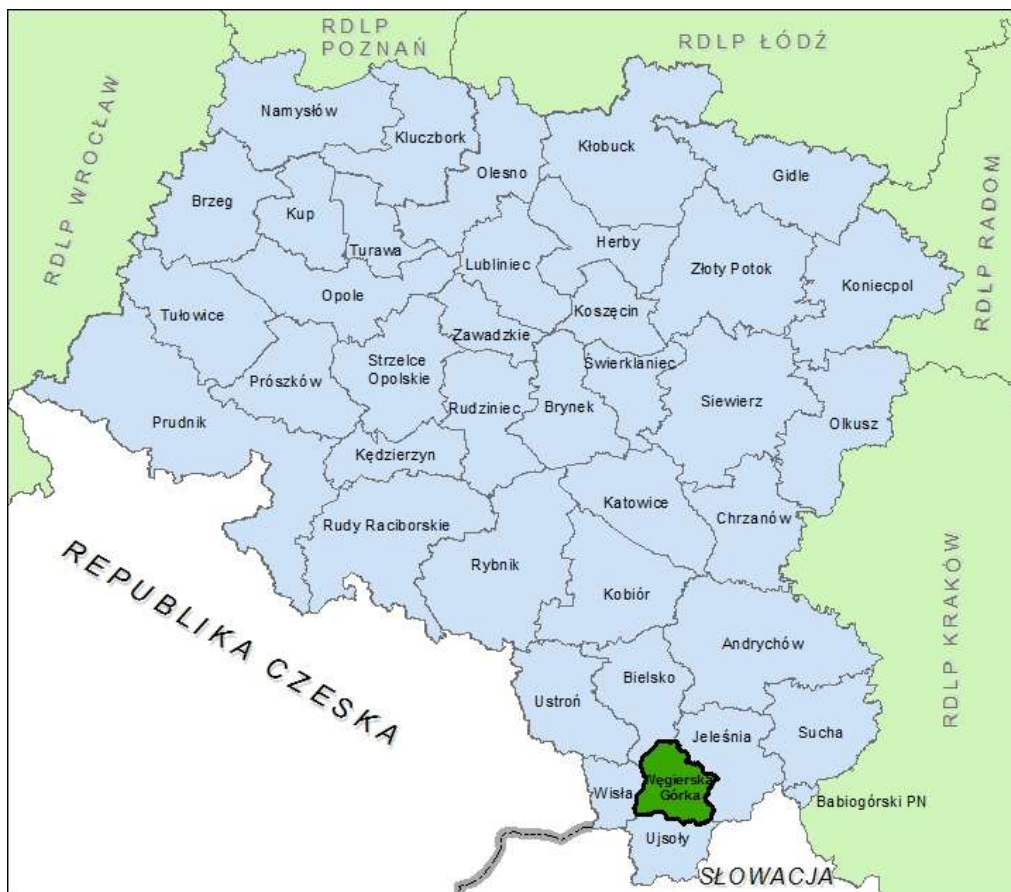 RDLP
POZNAŃ
RDLP ŁÓDŹ
RDLP WROCŁAW
RDLP RADOM
RDLP KRAKÓW
Namysłów
Kluczbork
Olesno
Kłobuck
Gidle
Brzeg
Kup
Turawa
Herby
Lubliniec
Złoty Potok
Koniecpol
Opole
Koszęcin
Tułowice
Zawadzkie
Strzelce
Opolskie
Świerklaniec
Prószków
Rudziniec
Brynek
Siewierz
Prudnik
Olkusz
Kędzierzyn
Katowice
Chrzanów
Rudy Raciborskie
Rybnik
Kobiór
REPUBLIKA CZESKA
Andrychów
Bielsko
Ustroń
Jeleśnia
Sucha
Węgierska
Górka
Wisła
Babiogórski PN
Ujsoły
SŁOWACJA